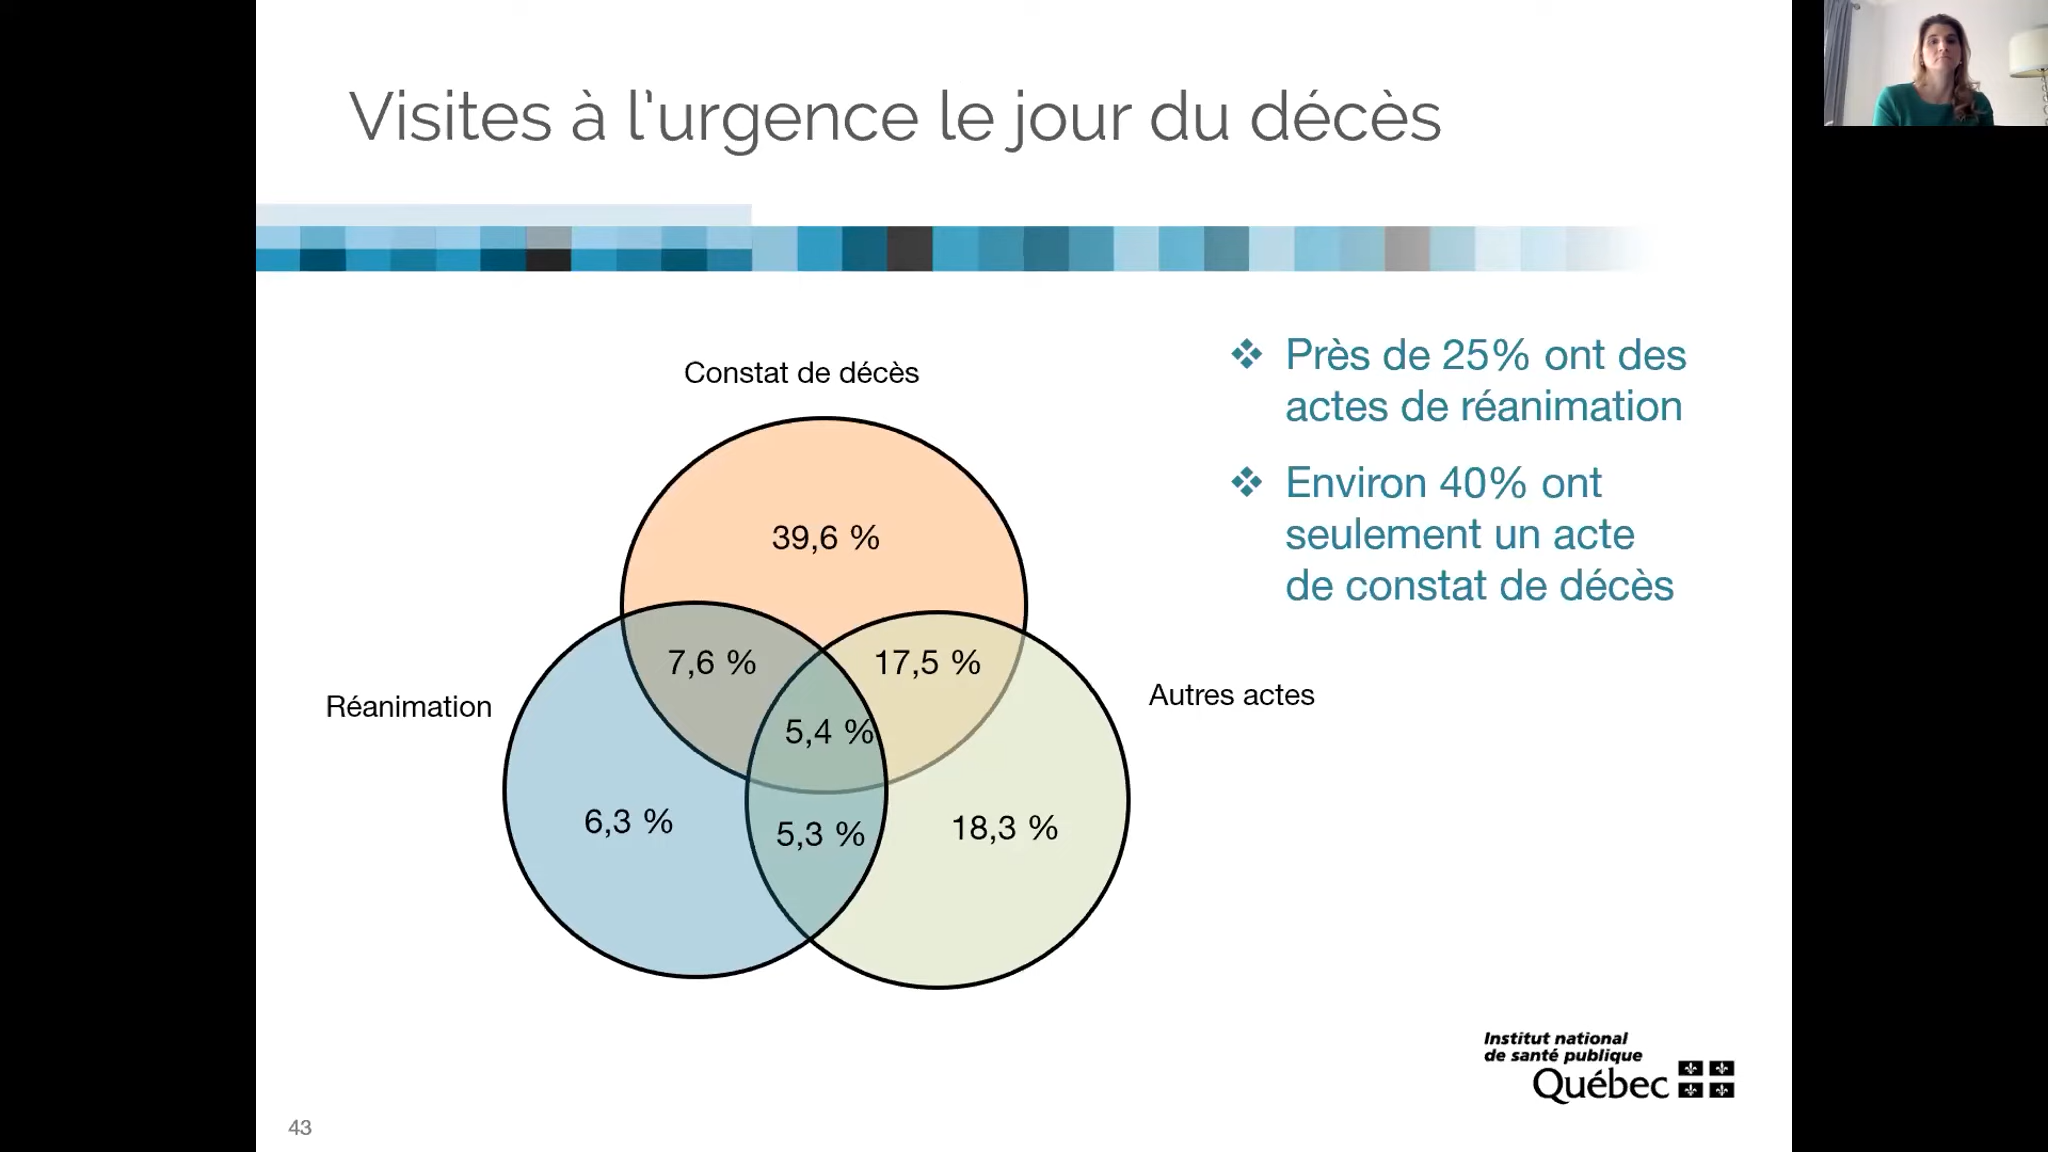 Visites à l’urgence le jour du décès
Constat de décès
39,6 %
7,6 %
17,5 %
Réanimation
Autres actes
5,4 %
6,3 %
5,3 %
18,3 %
❖ Près de 25% ont des
actes de réanimation
❖ Environ 40% ont
seulement un acte
de constat de décès
Institut national
de santé publique
Québec
43